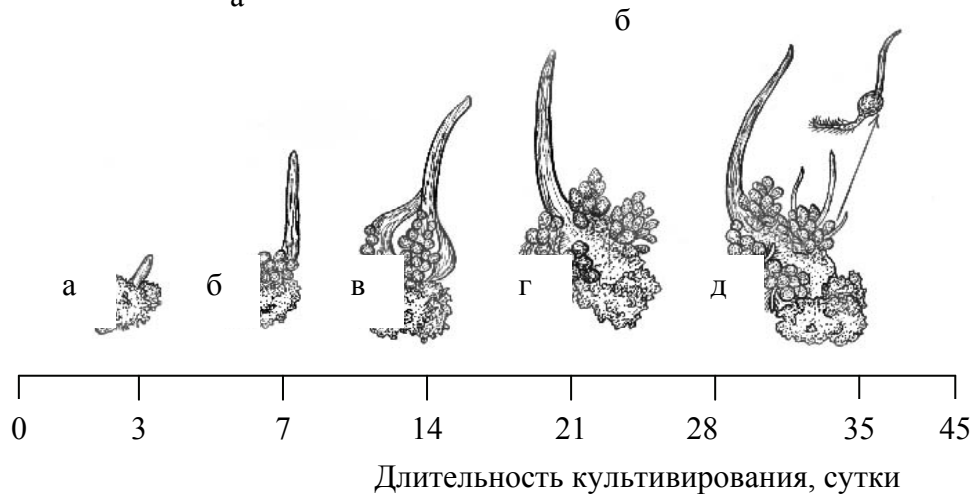 а
б
а б в г д
0 3 7 14 21 28 35 45
Длительность культивирования, сутки